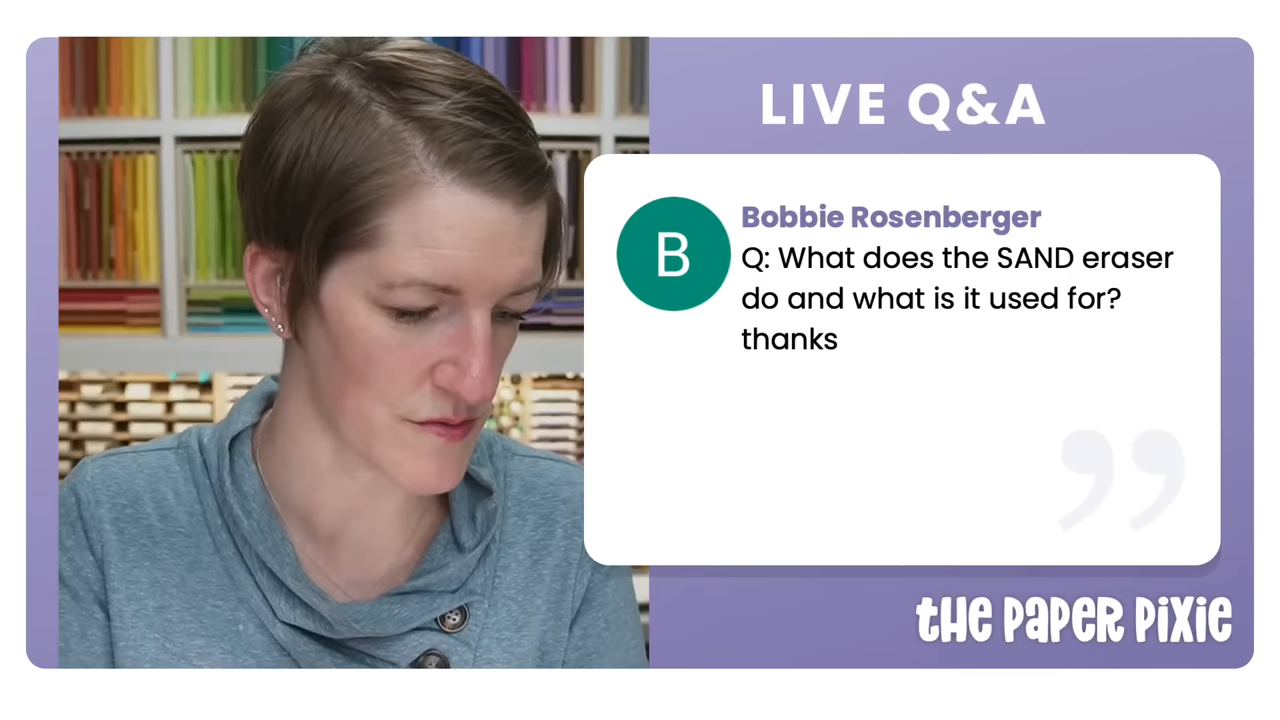 LIVE Q&A
B
Bobbie Rosenberger
Q: What does the SAND eraser
do and what is it used for?
thanks
”
the PAPER PiXie